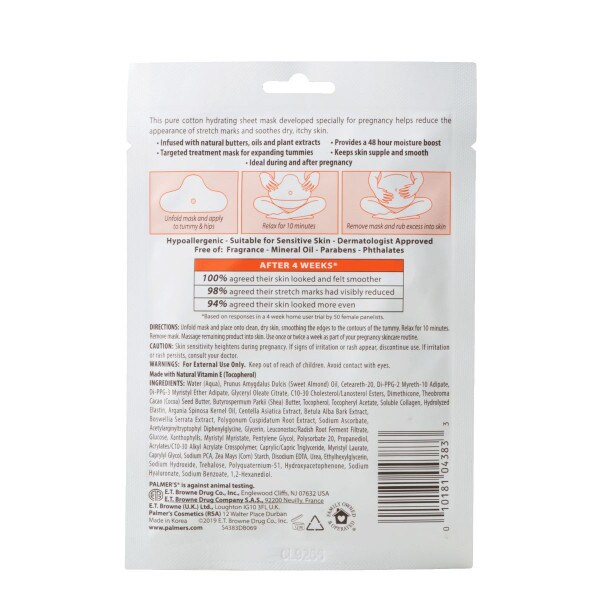 This pure cotton hydrating sheet mask developed specially for pregnancy helps reduce the
appearance of stretch marks and soothes dry, itchy skin.
• Infused with natural butters, oils and plant extracts • Provides a 48 hour moisture boost
• Targeted treatment mask for expanding tummies • Keeps skin supple and smooth
• Ideal during and after pregnancy
Unfold mask and apply
to tummy & hips
Relax for 10 minutes
Remove mask and rub excess into skin
Hypoallergenic - Suitable for Sensitive Skin - Dermatologist Approved
Free of: Fragrance - Mineral Oil - Parabens - Phthalates
AFTER 4 WEEKS*
100% agreed their skin looked and felt smoother
98% agreed their stretch marks had visibly reduced
94% agreed their skin looked more even
*Based on responses in a 4 week home user trial by 50 female panelists.
DIRECTIONS: Unfold mask and place onto clean, dry skin, smoothing the edges to the contours of the tummy. Relax for 10 minutes.
Remove mask. Massage remaining product into skin. Use once or twice a week as part of your pregnancy skincare routine.
CAUTION: Skin sensitivity heightens during pregnancy. If signs of irritation or rash appear, discontinue use. If irritation
or rash persists, consult your doctor.
WARNINGS: For External Use Only. Keep out of reach of children. Avoid contact with eyes.
Made with Natural Vitamin E (Tocopherol)
INGREDIENTS: Water (Aqua), Prunus Amygdalus Dulcis (Sweet Almond) Oil, Ceteareth-20, Di-PPG-2 Myreth-10 Adipate,
Di-PPG-3 Myristyl Ether Adipate, Glyceryl Oleate Citrate, C10-30 Cholesterol/Lanosterol Esters, Dimethicone, Theobroma
Cacao (Cocoa) Seed Butter, Butyrospermum Parkii (Shea) Butter, Tocopherol, Tocopheryl Acetate, Soluble Collagen, Hydrolyzed
Elastin, Argania Spinosa Kernel Oil, Centella Asiatica Extract, Betula Alba Bark Extract,
Boswellia Serrata Extract, Polygonum Cuspidatum Root Extract, Sodium Ascorbate,
Acetyldipeptidylcetyl Diphenylglycine, Glycerin, Leuconostoc/Radish Root Ferment Filtrate,
Glucose, Xanthophylls, Myristyl Myristate, Pentylene Glycol, Polysorbate 20, Propanediol,
Acrylates/C10-30 Alkyl Acrylate Crosspolymer, Caprylic/Capric Triglyceride, Myristyl Laurate,
Caprylyl Glycol, Sodium PCA, Zea Mays (Corn) Starch, Disodium EDTA, Urea, Ethylhexylglycerin,
Sodium Hydroxide, Trehalose, Polyquaternium-51, Hydroxyacetophenone, Sodium
Hyaluronate, Sodium Benzoate, 1,2-Hexanediol.
PALMER'S® is against animal testing.
E.T. Browne Drug Co., Inc., Englewood Cliffs, NJ 07632 USA
E.T. Browne Drug Company S.A.S., 92200 Neuilly, France
E.T. Browne (U.K.) Ltd., Loughton IG10 3FL U.K.
Palmer's Cosmetics (RSA) 12 Walter Place Durban
Made in Korea ©2019 E.T. Browne Drug Co., Inc.
www.palmers.com S4383DB069
FAMILY OWNED
& OPERATED
0 10181 04383 3